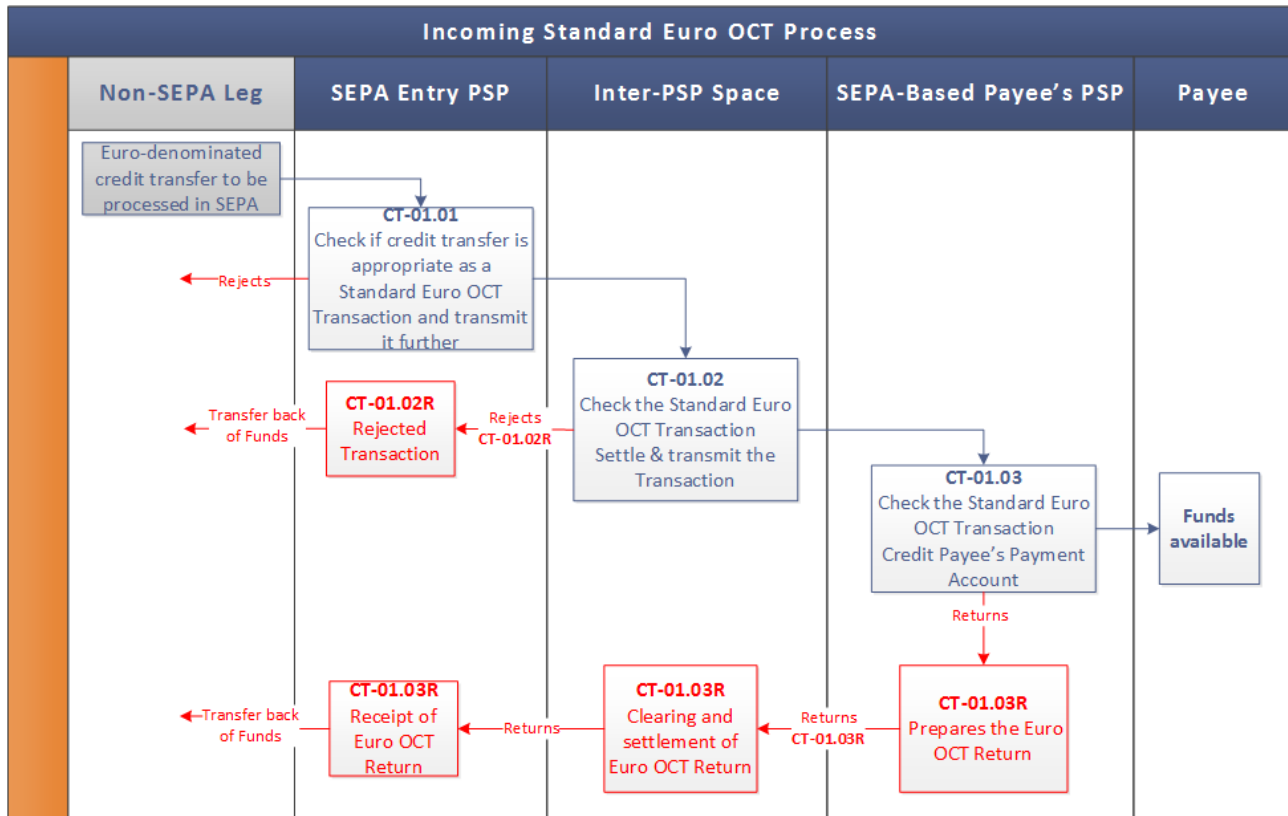 Incoming Standard Euro OCT Process
Non-SEPA Leg
SEPA Entry PSP
Inter-PSP Space
SEPA-Based Payee's PSP
Payee
Euro-denominated
credit transfer to be
processed in SEPA
CT-01.01
Check if credit transfer is
appropriate as a
Standard Euro OCT
Transaction and transmit
it further
Rejects
CT-01.02
Check the Standard Euro
OCT Transaction
Settle & transmit the
Transaction
Rejects
CT-01.02R
CT-01.02R
Rejected
Transaction
Transfer back
of Funds
CT-01.03
Check the Standard Euro
OCT Transaction
Credit Payee's Payment
Account
Funds
available
Returns
CT-01.03R
Prepares the Euro
OCT Return
Returns
CT-01.03R
CT-01.03R
Clearing and
settlement of
Euro OCT Return
Returns
CT-01.03R
Receipt of
Euro OCT
Return
Transfer back
of Funds